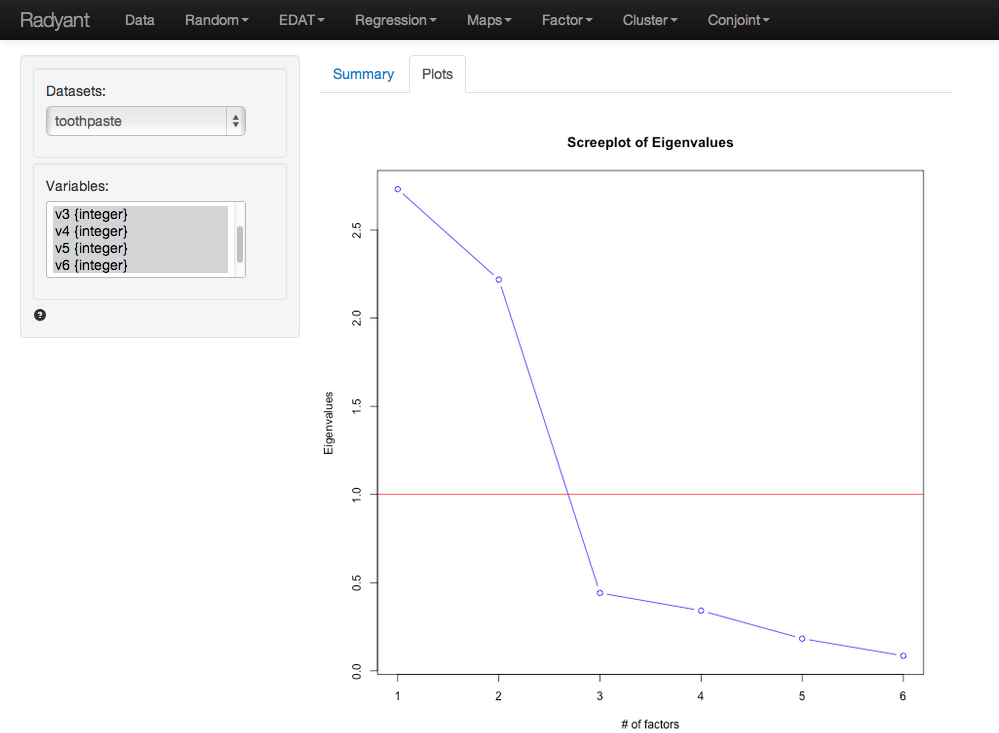 Radyant Data Random EDAT Regression Maps Factor Cluster Conjoint
Datasets:
toothpaste
Variables:
v3 {integer}
v4 {integer}
v5 {integer}
v6 {integer}
?
Summary Plots
Screeplot of Eigenvalues
Eigenvalues
2.5
2.0
1.5
1.0
0.5
0.0
1 2 3 4 5 6
# of factors